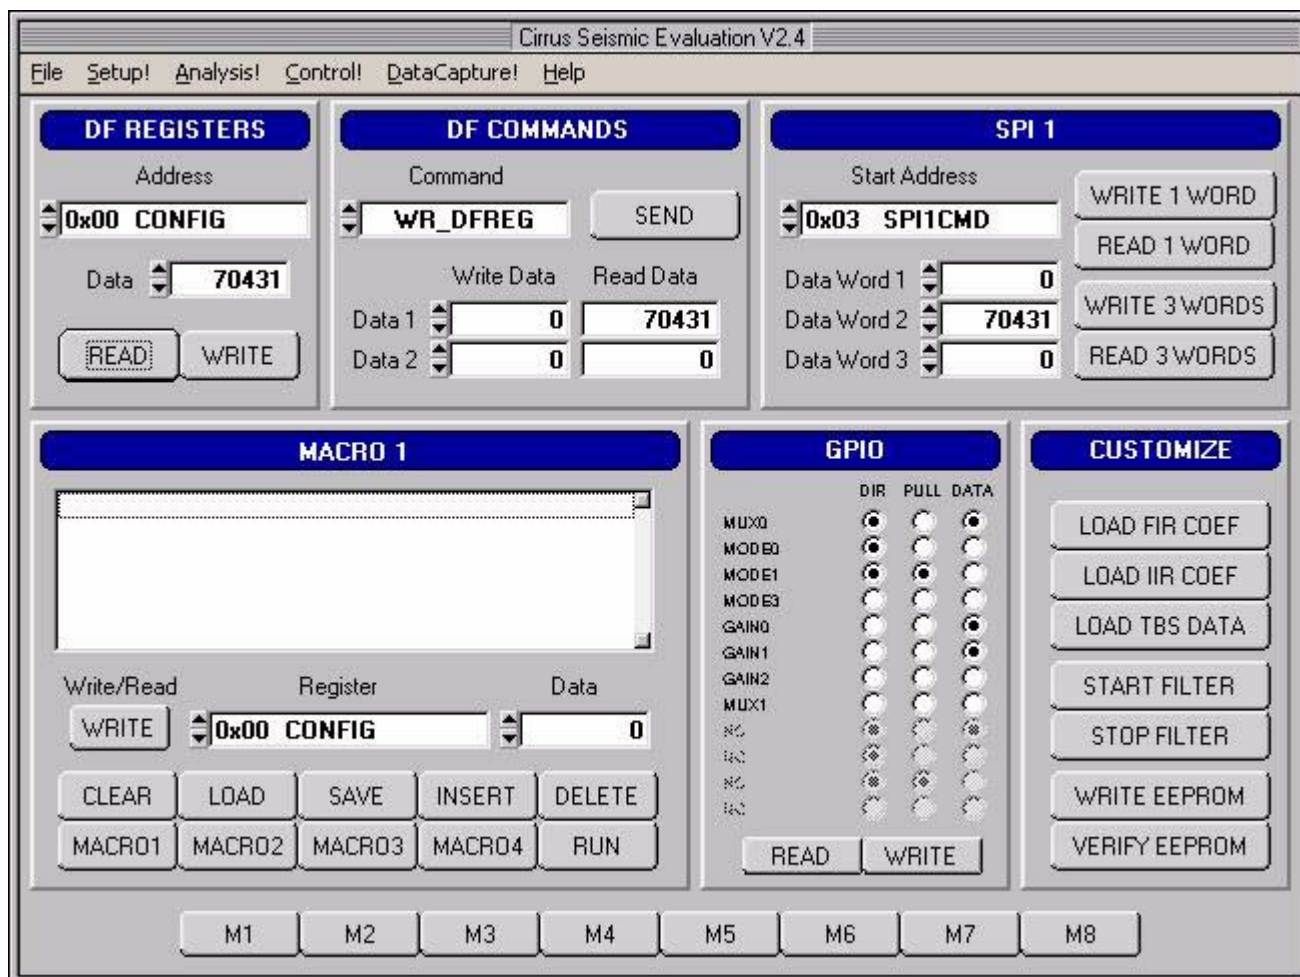 Cirrus Seismic Evaluation V2.4
File Setup! Analysis! Control! DataCapture! Help
DF REGISTERS
Address
0x00 CONFIG
Data 70431
READ WRITE
DF COMMANDS
Command
WR_DFREG SEND
Write Data Read Data
Data 1 0 70431
Data 2 0 0
SPI 1
Start Address
0x03 SPI1CMD
Data Word 1 0
Data Word 2 70431
Data Word 3 0
WRITE 1 WORD
READ 1 WORD
WRITE 3 WORDS
READ 3 WORDS
MACRO 1
Write/Read Register Data
WRITE 0x00 CONFIG 0
CLEAR LOAD SAVE INSERT DELETE
MACRO1 MACRO2 MACRO3 MACRO4 RUN
GPIO
DIR PULL DATA
MUX0
MODE0
MODE1
MODE3
GAIN0
GAIN1
GAIN2
MUX1
NC
NC
NC
NC
READ WRITE
CUSTOMIZE
LOAD FIR COEF
LOAD IIR COEF
LOAD TBS DATA
START FILTER
STOP FILTER
WRITE EEPROM
VERIFY EEPROM
M1 M2 M3 M4 M5 M6 M7 M8